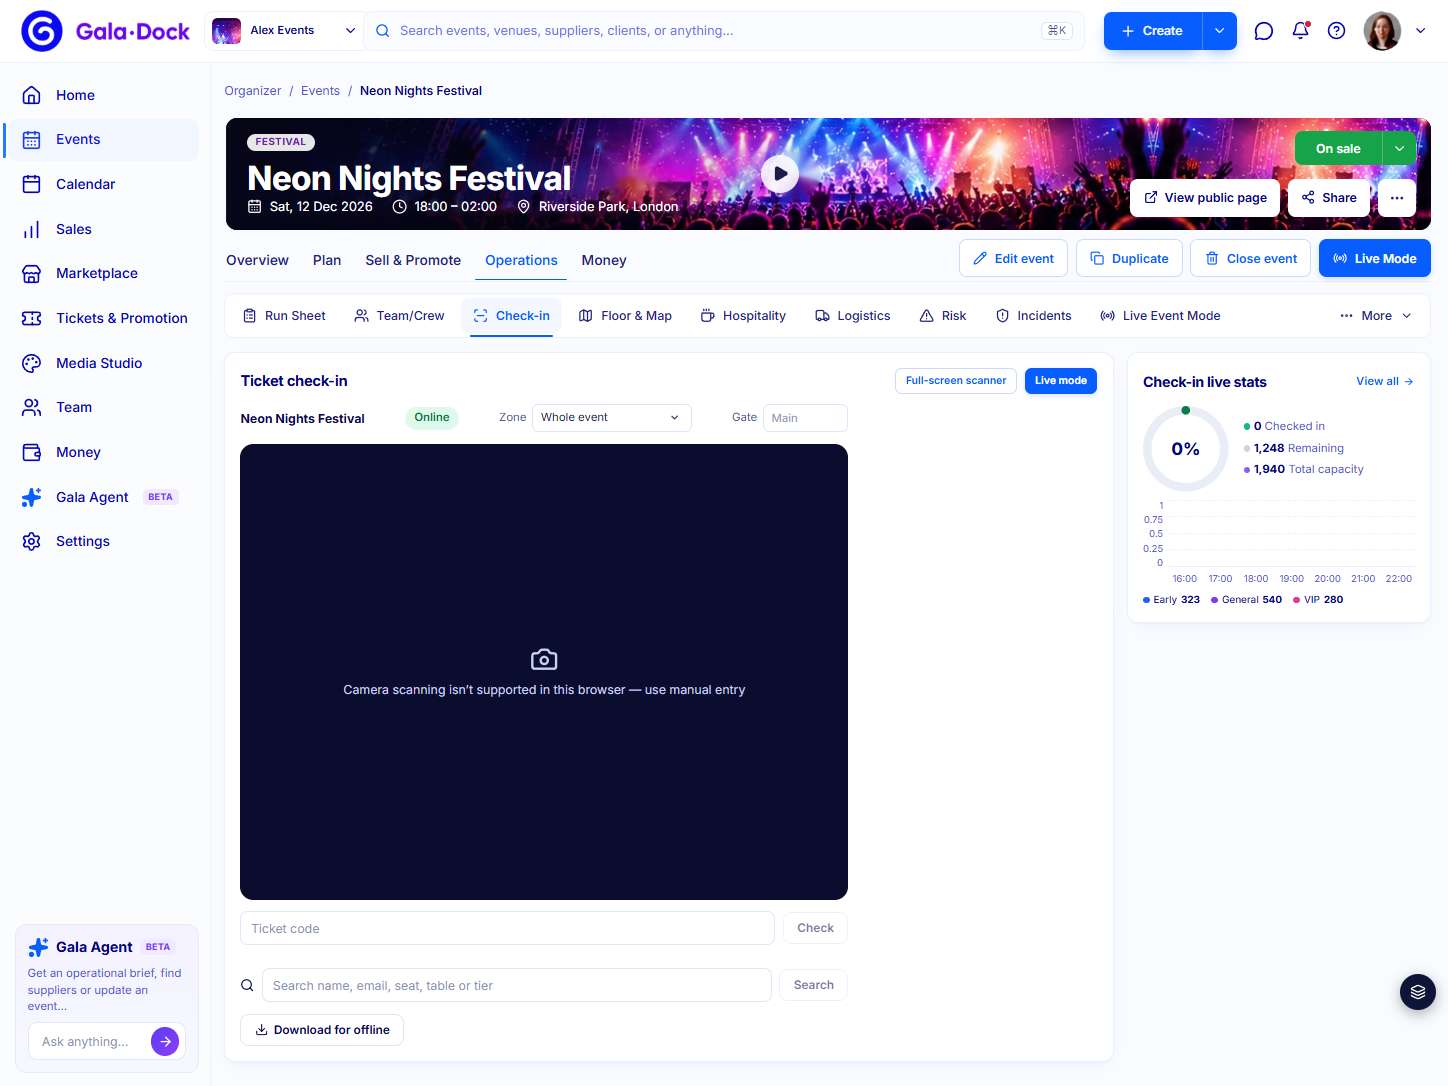 Gala·Dock
Alex Events
Search events, venues, suppliers, clients, or anything...
⌘K
Create
Home
Events
Calendar
Sales
Marketplace
Tickets & Promotion
Media Studio
Team
Money
Gala Agent BETA
Settings
Organizer / Events / Neon Nights Festival
FESTIVAL
Neon Nights Festival
Sat, 12 Dec 2026 18:00 – 02:00 Riverside Park, London
On sale
View public page
Share
Overview Plan Sell & Promote Operations Money
Edit event
Duplicate
Close event
Live Mode
Run Sheet Team/Crew Check-in Floor & Map Hospitality Logistics Risk Incidents Live Event Mode More
Ticket check-in
Full-screen scanner
Live mode
Neon Nights Festival Online Zone Whole event Gate Main
Camera scanning isn't supported in this browser — use manual entry
Ticket code
Check
Search name, email, seat, table or tier
Search
Download for offline
Check-in live stats
View all
0%
0 Checked in
1,248 Remaining
1,940 Total capacity
1
0.75
0.5
0.25
0
16:00 17:00 18:00 19:00 20:00 21:00 22:00
Early 323 General 540 VIP 280
Gala Agent BETA
Get an operational brief, find
suppliers or update an
event...
Ask anything...